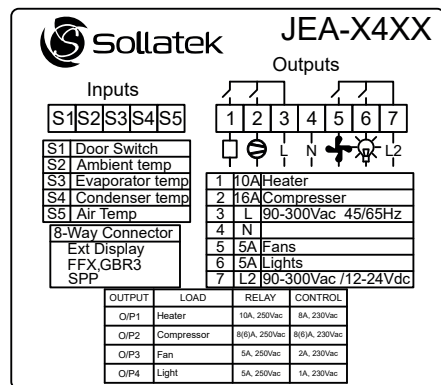 Sollatek
JEA-X4XX
Inputs
Outputs
S1 S2 S3 S4 S5
1 2 3 4 5 6 7
L N L2
S1 Door Switch
S2 Ambient temp
S3 Evaporator temp
S4 Condenser temp
S5 Air Temp
8-Way Connector
Ext Display
FFX,GBR3
SPP
1 10A Heater
2 16A Compresser
3 L 90-300Vac 45/65Hz
4 N
5 5A Fans
6 5A Lights
7 L2 90-300Vac /12-24Vdc
OUTPUT LOAD RELAY CONTROL
O/P1 Heater 10A, 250Vac 8A, 230Vac
O/P2 Compressor 8(6)A, 250Vac 8(6)A, 230Vac
O/P3 Fan 5A, 250Vac 2A, 230Vac
O/P4 Light 5A, 250Vac 1A, 230Vac